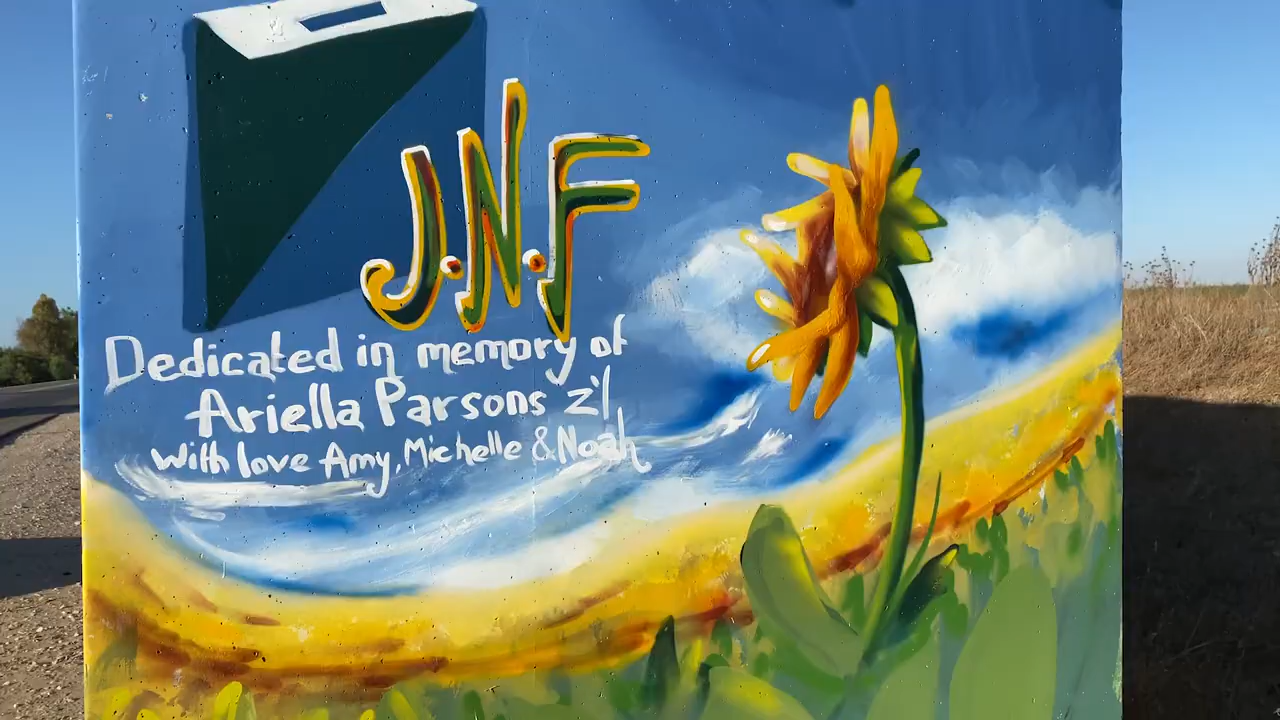 J.N.F
Dedicated in memory of
Ariella Parsons z'l
with love Amy, Michelle & Noah